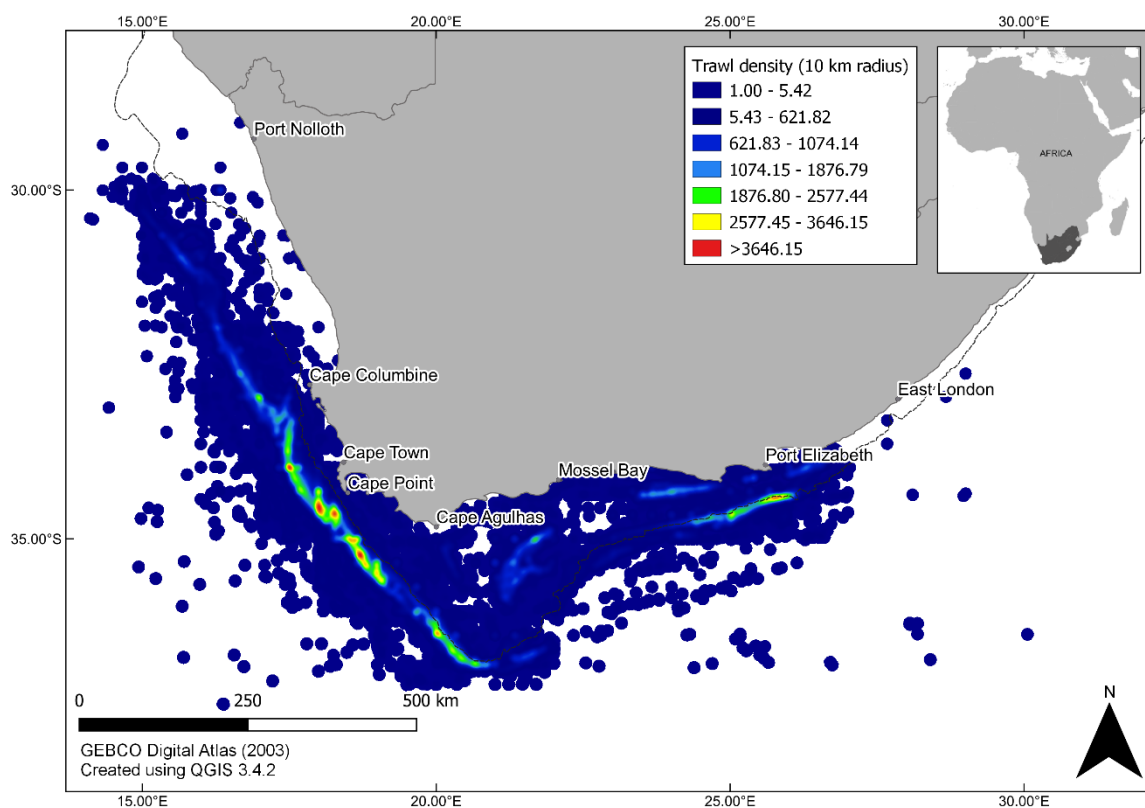 15.00°E
20.00°E
25.00°E
30.00°E
Trawl density (10 km radius)
1.00 - 5.42
5.43 - 621.82
621.83 - 1074.14
1074.15 - 1876.79
1876.80 - 2577.44
2577.45 - 3646.15
>3646.15
AFRICA
Port Nolloth
30.00°S
30.00°S
Cape Columbine
East London
Cape Town
Port Elizabeth
Mossel Bay
Cape Point
Cape Agulhas
35.00°S
35.00°S
0
250
500 km
N
GEBCO Digital Atlas (2003)
Created using QGIS 3.4.2
15.00°E
20.00°E
25.00°E
30.00°E